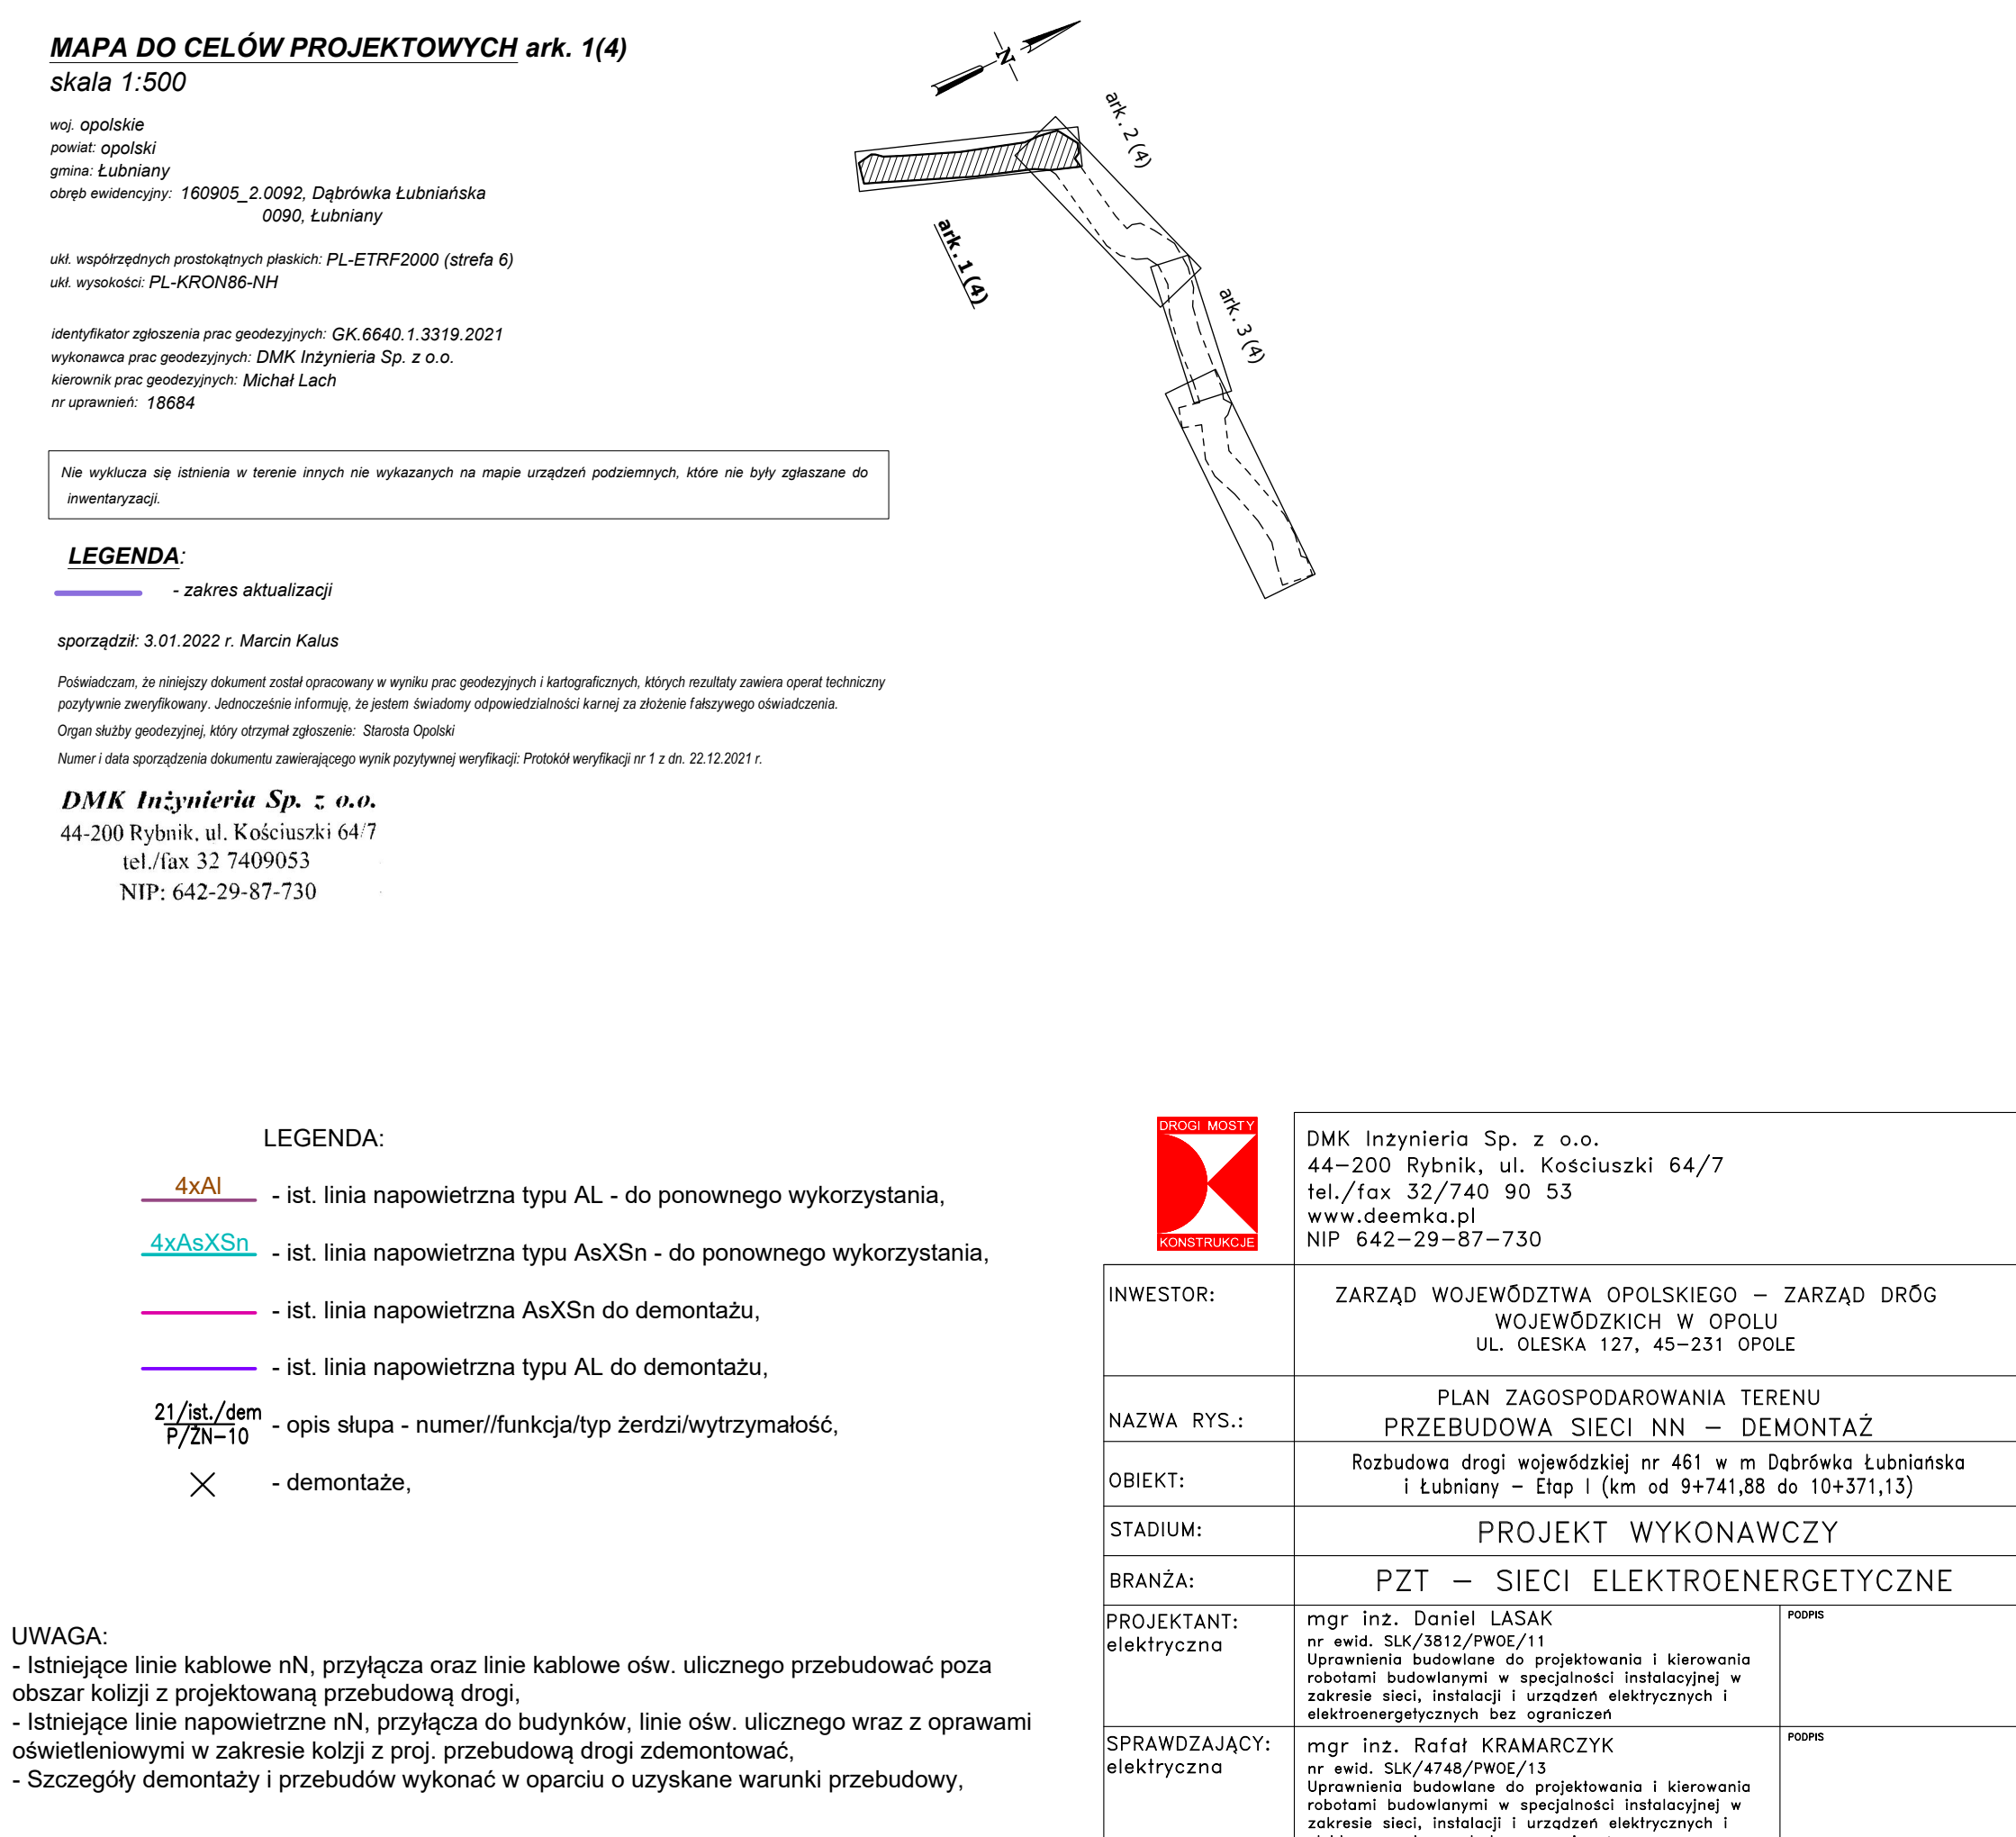 MAPA DO CELÓW PROJEKTOWYCH ark. 1(4)
skala 1:500
woj. opolskie
powiat: opolski
gmina: Łubniany
obręb ewidencyjny: 160905_2.0092, Dąbrówka Łubniańska
0090, Łubniany
ukł. współrzędnych prostokątnych płaskich: PL-ETRF2000 (strefa 6)
ukł. wysokości: PL-KRON86-NH
identyfikator zgłoszenia prac geodezyjnych: GK.6640.1.3319.2021
wykonawca prac geodezyjnych: DMK Inżynieria Sp. z o.o.
kierownik prac geodezyjnych: Michał Lach
nr uprawnień: 18684
Nie wyklucza się istnienia w terenie innych nie wykazanych na mapie urządzeń podziemnych, które nie były zgłaszane do
inwentaryzacji.
LEGENDA:
- zakres aktualizacji
sporządził: 3.01.2022 r. Marcin Kalus
Poświadczam, że niniejszy dokument został opracowany w wyniku prac geodezyjnych i kartograficznych, których rezultaty zawiera operat techniczny
pozytywnie zweryfikowany. Jednocześnie informuję, że jestem świadomy odpowiedzialności karnej za złożenie fałszywego oświadczenia.
Organ służby geodezyjnej, który otrzymał zgłoszenie: Starosta Opolski
Numer i data sporządzenia dokumentu zawierającego wynik pozytywnej weryfikacji: Protokół weryfikacji nr 1 z dn. 22.12.2021 r.
DMK Inżynieria Sp. z o.o.
44-200 Rybnik, ul. Kościuszki 64/7
tel./fax 32 7409053
NIP: 642-29-87-730
N
ark. 2 (4)
ark. 1 (4)
ark. 3 (4)
LEGENDA:
4xAl - ist. linia napowietrzna typu AL - do ponownego wykorzystania,
4xAsXSn - ist. linia napowietrzna typu AsXSn - do ponownego wykorzystania,
- ist. linia napowietrzna AsXSn do demontażu,
- ist. linia napowietrzna typu AL do demontażu,
21/ist./dem
P/ŻN-10
- opis słupa - numer//funkcja/typ żerdzi/wytrzymałość,
- demontaże,
UWAGA:
- Istniejące linie kablowe nN, przyłącza oraz linie kablowe ośw. ulicznego przebudować poza
obszar kolizji z projektowaną przebudową drogi,
- Istniejące linie napowietrzne nN, przyłącza do budynków, linie ośw. ulicznego wraz z oprawami
oświetleniowymi w zakresie kolzji z proj. przebudową drogi zdemontować,
- Szczegóły demontaży i przebudów wykonać w oparciu o uzyskane warunki przebudowy,
DROGI MOSTY
KONSTRUKCJE
DMK Inżynieria Sp. z o.o.
44-200 Rybnik, ul. Kościuszki 64/7
tel./fax 32/740 90 53
www.deemka.pl
NIP 642-29-87-730
INWESTOR:
ZARZĄD WOJEWÓDZTWA OPOLSKIEGO - ZARZĄD DRÓG
WOJEWÓDZKICH W OPOLU
UL. OLESKA 127, 45-231 OPOLE
NAZWA RYS.:
PLAN ZAGOSPODAROWANIA TERENU
PRZEBUDOWA SIECI NN - DEMONTAŻ
OBIEKT:
Rozbudowa drogi wojewódzkiej nr 461 w m Dąbrówka Łubniańska
i Łubniany - Etap I (km od 9+741,88 do 10+371,13)
STADIUM:
PROJEKT WYKONAWCZY
BRANŻA:
PZT - SIECI ELEKTROENERGETYCZNE
PROJEKTANT:
elektryczna
mgr inż. Daniel LASAK
nr ewid. SLK/3812/PWOE/11
Uprawnienia budowlane do projektowania i kierowania
robotami budowlanymi w specjalności instalacyjnej w
zakresie sieci, instalacji i urządzeń elektrycznych i
elektroenergetycznych bez ograniczeń
PODPIS
SPRAWDZAJĄCY:
elektryczna
mgr inż. Rafał KRAMARCZYK
nr ewid. SLK/4748/PWOE/13
Uprawnienia budowlane do projektowania i kierowania
robotami budowlanymi w specjalności instalacyjnej w
zakresie sieci, instalacji i urządzeń elektrycznych i
PODPIS